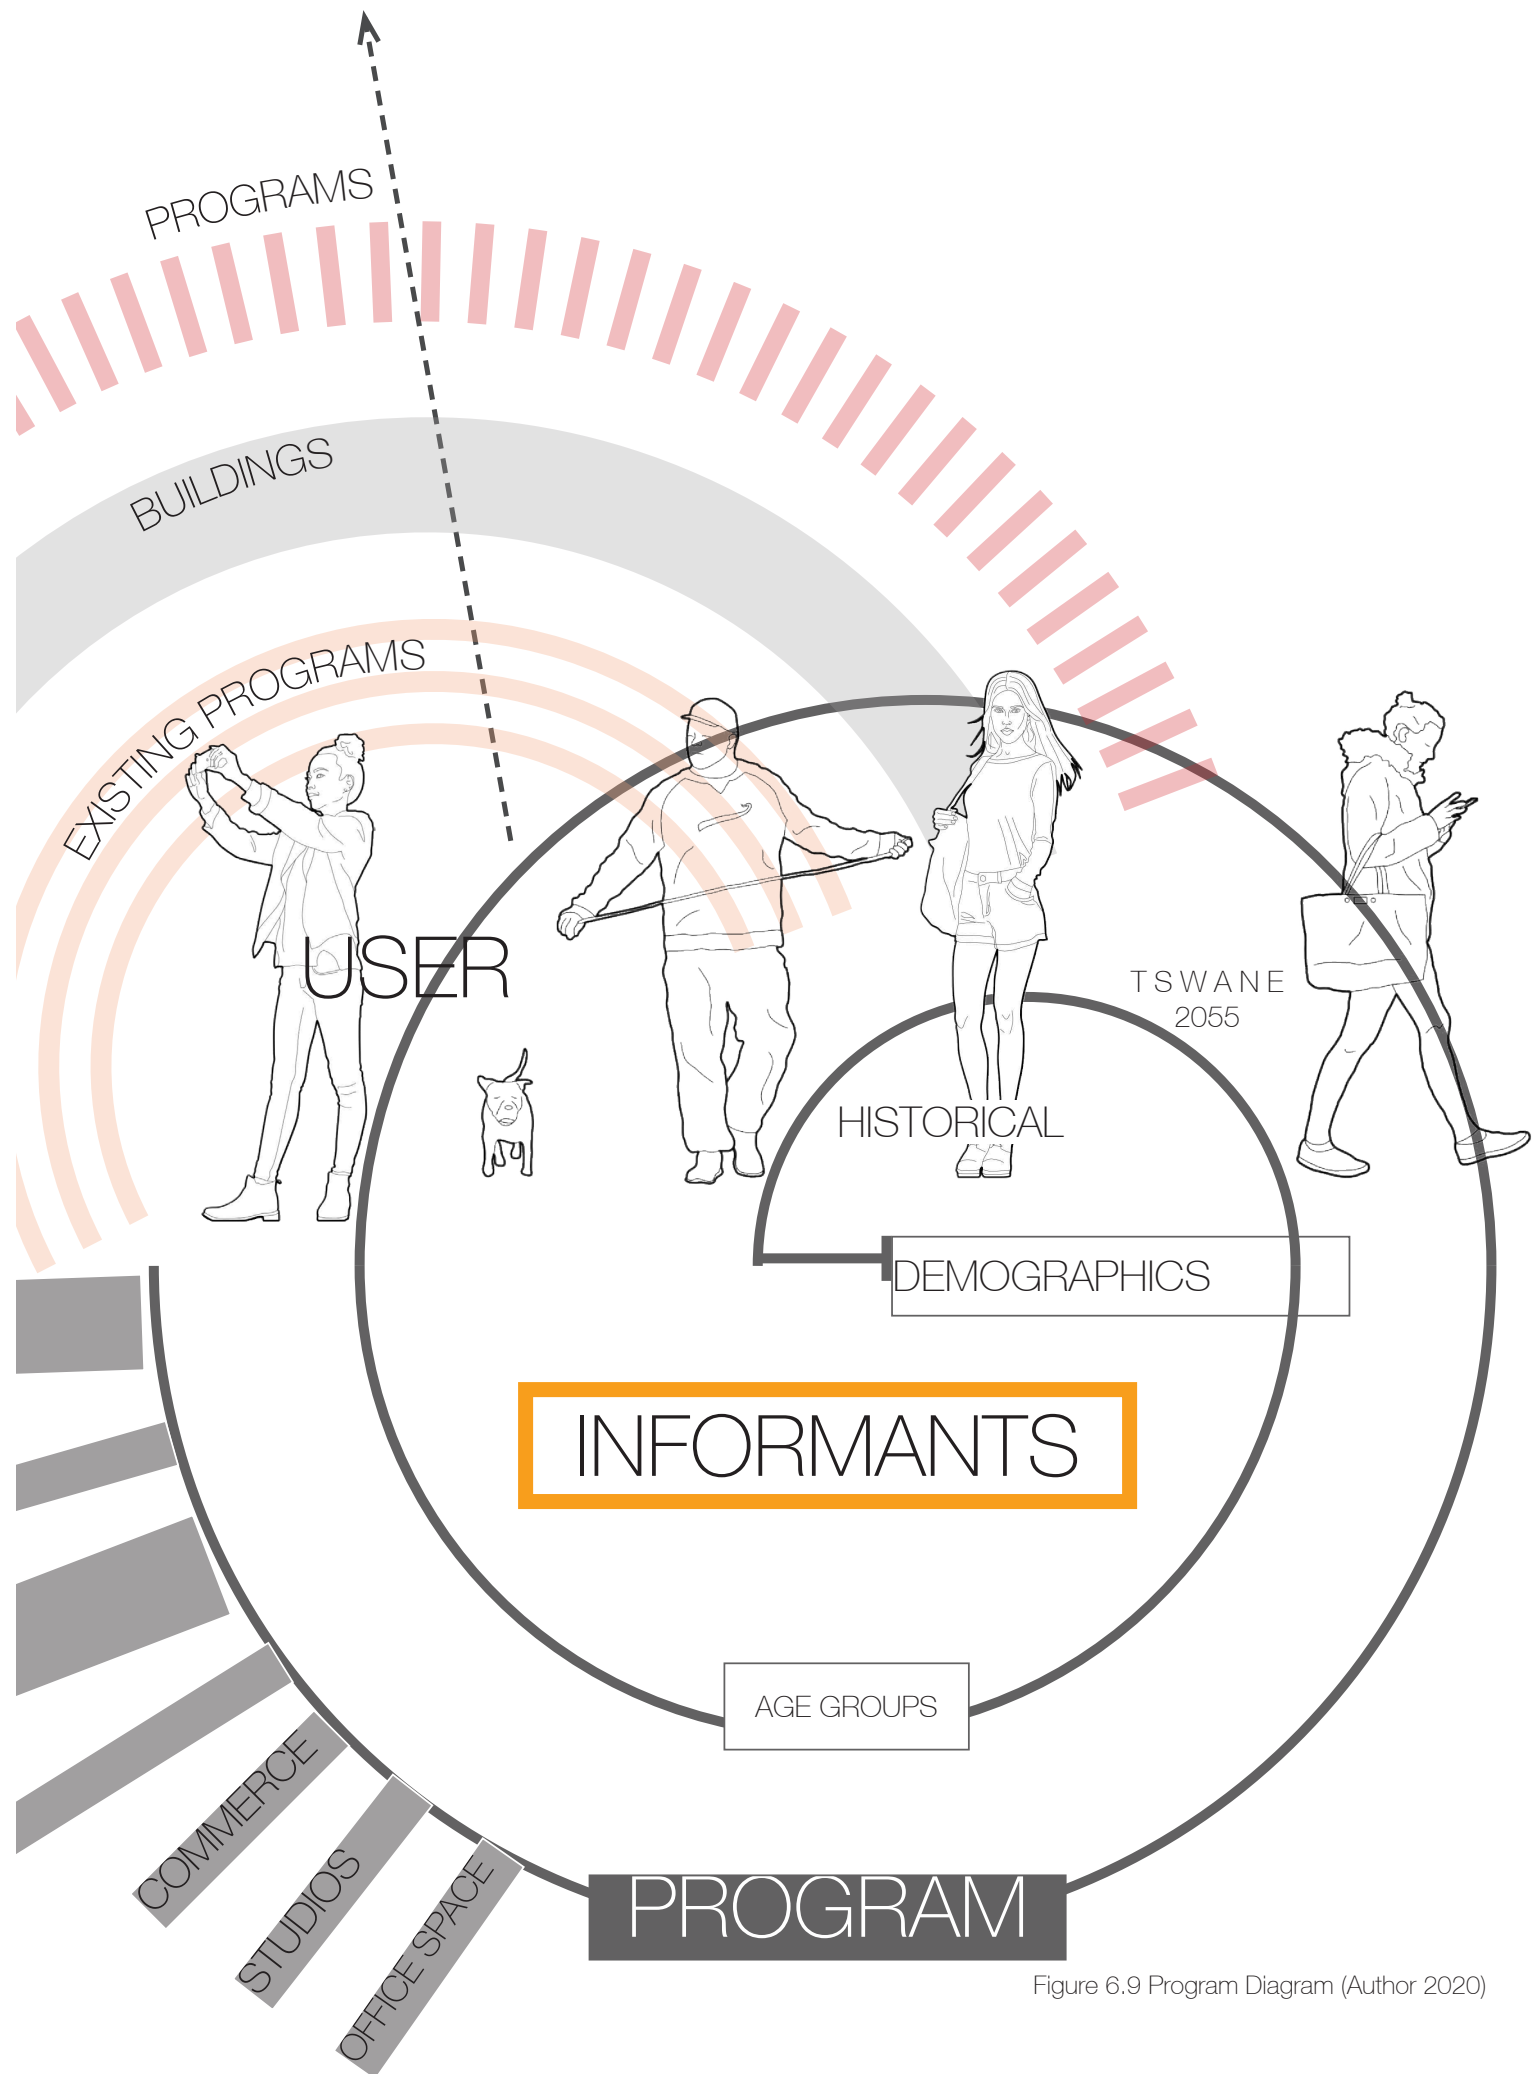 PROGRAMS
BUILDINGS
EXISTING PROGRAMS
USER
TSWANE
2055
HISTORICAL
DEMOGRAPHICS
INFORMANTS
AGE GROUPS
COMMERCE
STUDIOS
OFFICE SPACE
PROGRAM
Figure 6.9 Program Diagram (Author 2020)